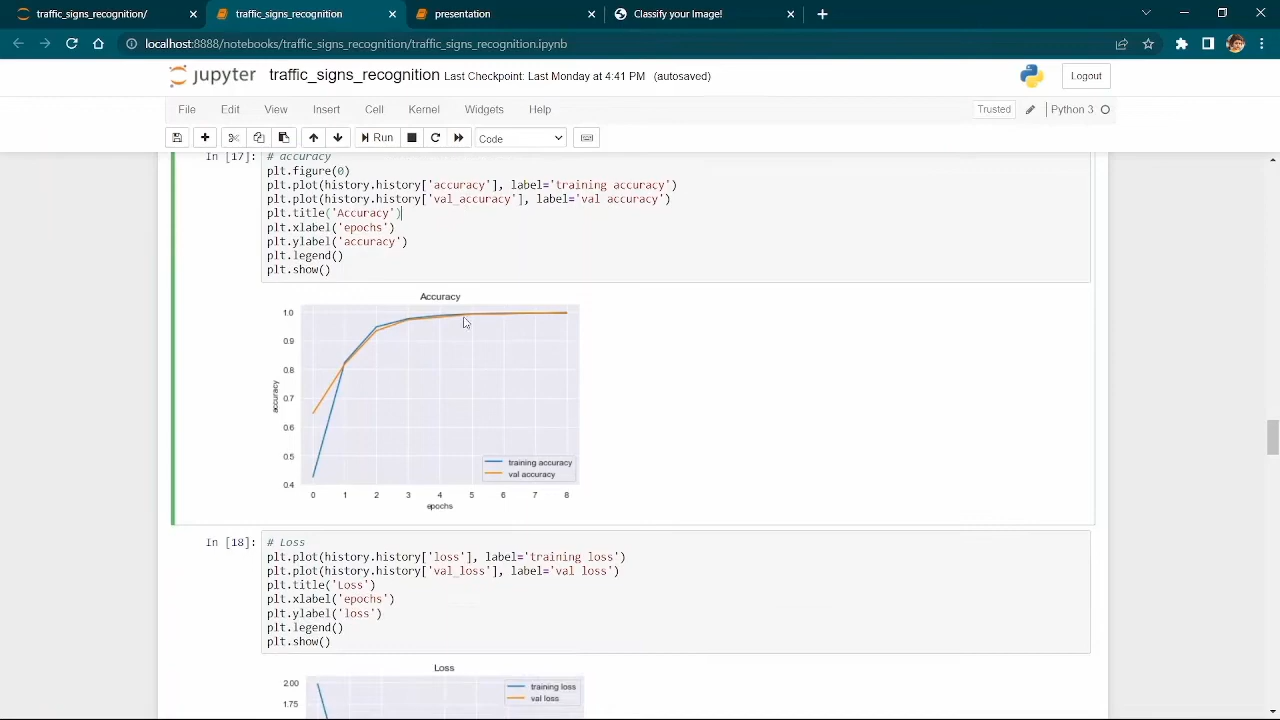 traffic_signs_recognition/
traffic_signs_recognition
presentation
Classify your Image!
localhost:8888/notebooks/traffic_signs_recognition/traffic_signs_recognition.ipynb
jupyter traffic_signs_recognition Last Checkpoint: Last Monday at 4:41 PM (autosaved)
Logout
File Edit View Insert Cell Kernel Widgets Help
Trusted
Python 3
Run
Code
In [17]:
# accuracy
plt.figure(0)
plt.plot(history.history['accuracy'], label='training accuracy')
plt.plot(history.history['val_accuracy'], label='val accuracy')
plt.title('Accuracy')
plt.xlabel('epochs')
plt.ylabel('accuracy')
plt.legend()
plt.show()
Accuracy
1.0
0.9
0.8
0.7
0.6
0.5
0.4
accuracy
training accuracy
val accuracy
0 1 2 3 4 5 6 7 8
epochs
In [18]:
# Loss
plt.plot(history.history['loss'], label='training loss')
plt.plot(history.history['val_loss'], label='val loss')
plt.title('Loss')
plt.xlabel('epochs')
plt.ylabel('loss')
plt.legend()
plt.show()
Loss
2.00
1.75
training loss
val loss